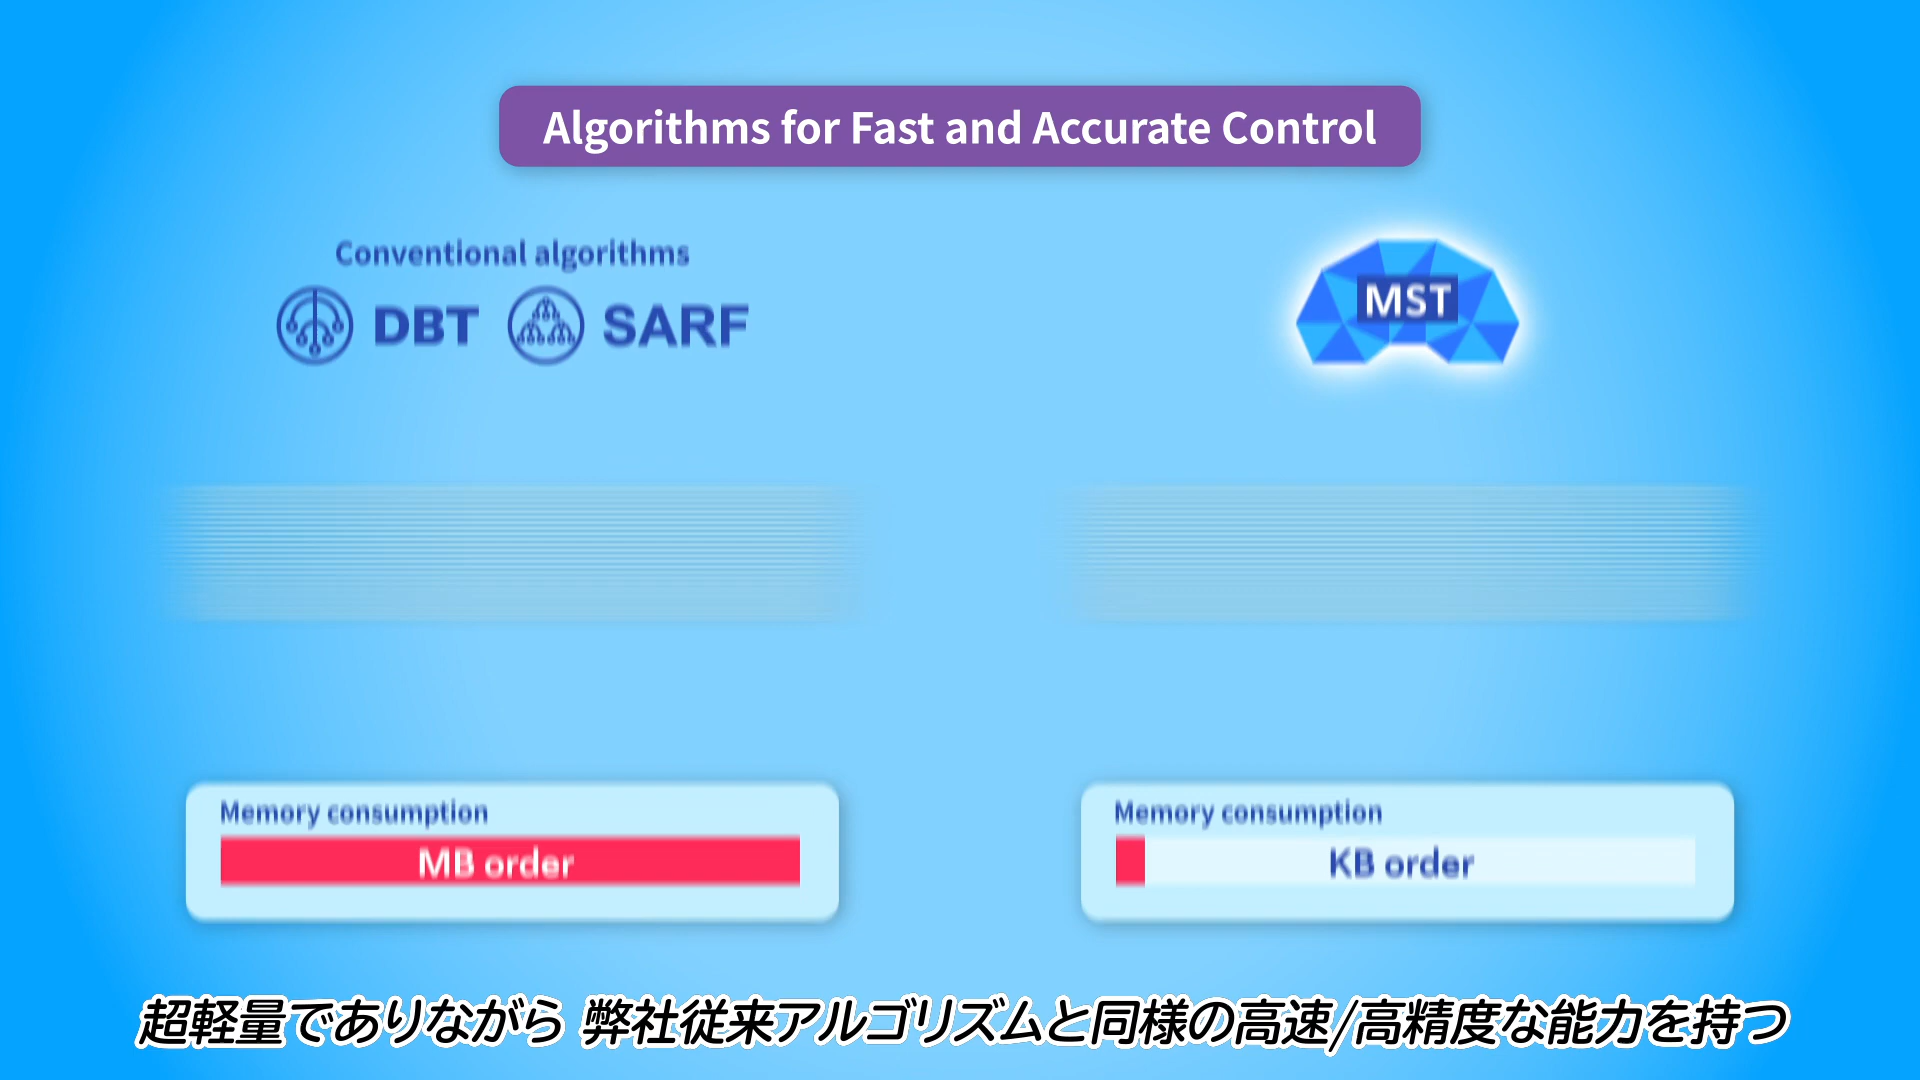 Algorithms for Fast and Accurate Control
Conventional algorithms
DBT SARF
MST
Memory consumption
MB order
Memory consumption
KB order
超軽量でありながら 弊社従来アルゴリズムと同様の高速/高精度な能力を持つ